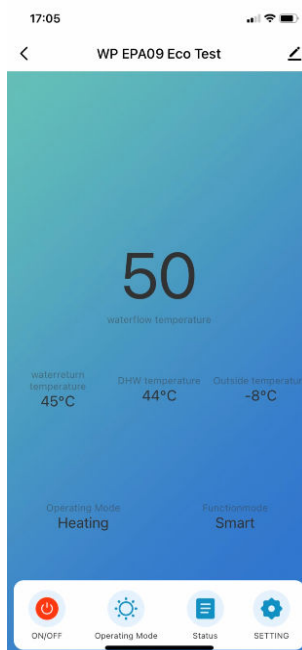 17:05
WP EPA09 Eco Test
50
waterflow temperature
waterreturn
temperature
45°C
DHW temperature
44°C
Outside temperatur
-8°C
Operating Mode
Heating
Functionmode
Smart
ON/OFF
Operating Mode
Status
SETTING